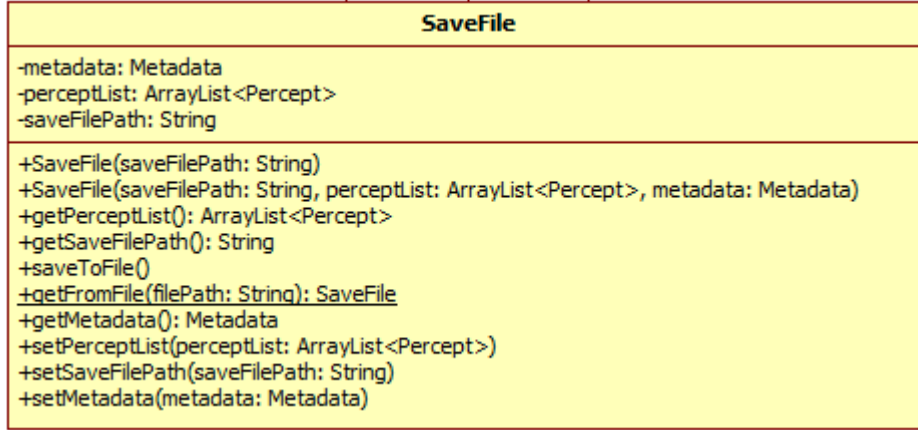 SaveFile
-metadata: Metadata
-perceptList: ArrayList<Percept>
-saveFilePath: String
+SaveFile(saveFilePath: String)
+SaveFile(saveFilePath: String, perceptList: ArrayList<Percept>, metadata: Metadata)
+getPerceptList(): ArrayList<Percept>
+getSaveFilePath(): String
+saveToFile()
+getFromFile(filePath: String): SaveFile
+getMetadata(): Metadata
+setPerceptList(perceptList: ArrayList<Percept>)
+setSaveFilePath(saveFilePath: String)
+setMetadata(metadata: Metadata)